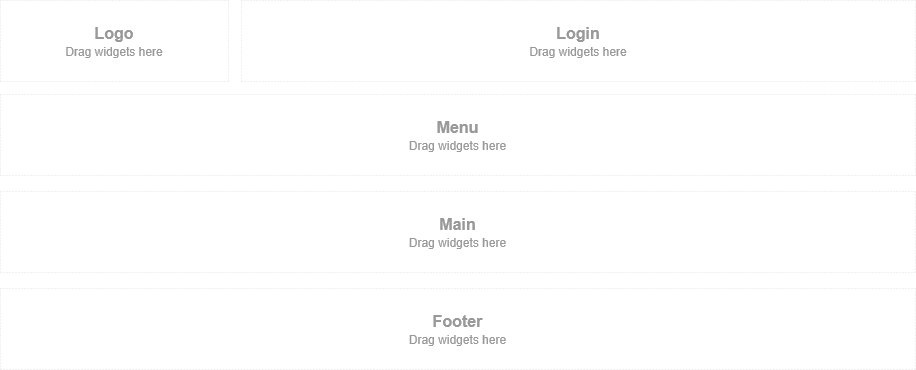 Logo
Drag widgets here
Login
Drag widgets here
Menu
Drag widgets here
Main
Drag widgets here
Footer
Drag widgets here